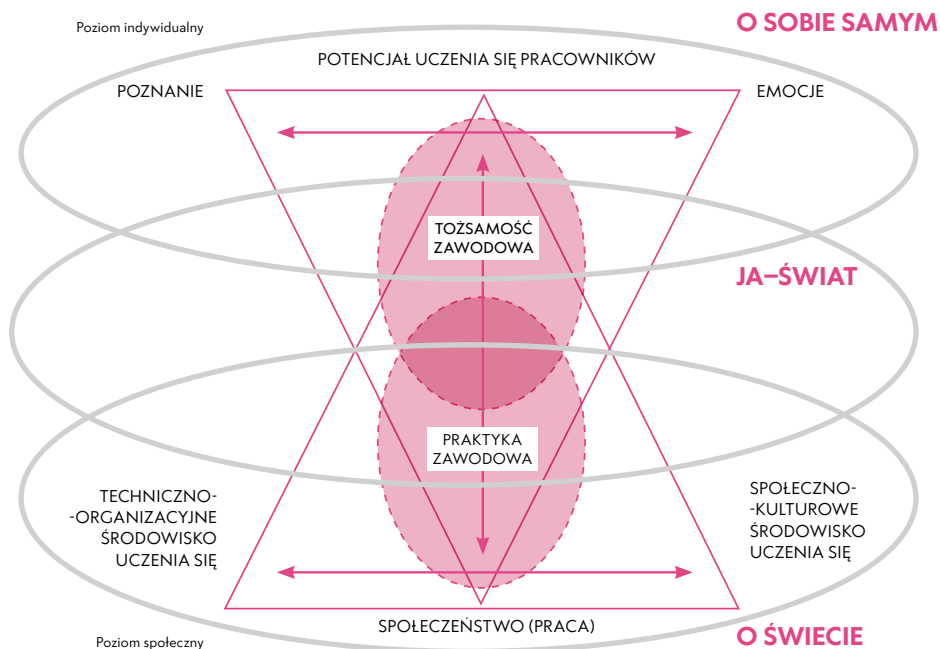 Poziom indywidualny
O SOBIE SAMYM
POTENCJAŁ UCZENIA SIĘ PRACOWNIKÓW
POZNANIE
EMOCJE
TOŻSAMOŚĆ
ZAWODOWA
JA–ŚWIAT
PRAKTYKA
ZAWODOWA
TECHNICZNO-
-ORGANIZACYJNE
ŚRODOWISKO
UCZENIA SIĘ
SPOŁECZNO-
-KULTUROWE
ŚRODOWISKO
UCZENIA SIĘ
SPOŁECZEŃSTWO (PRACA)
Poziom społeczny
O ŚWIECIE